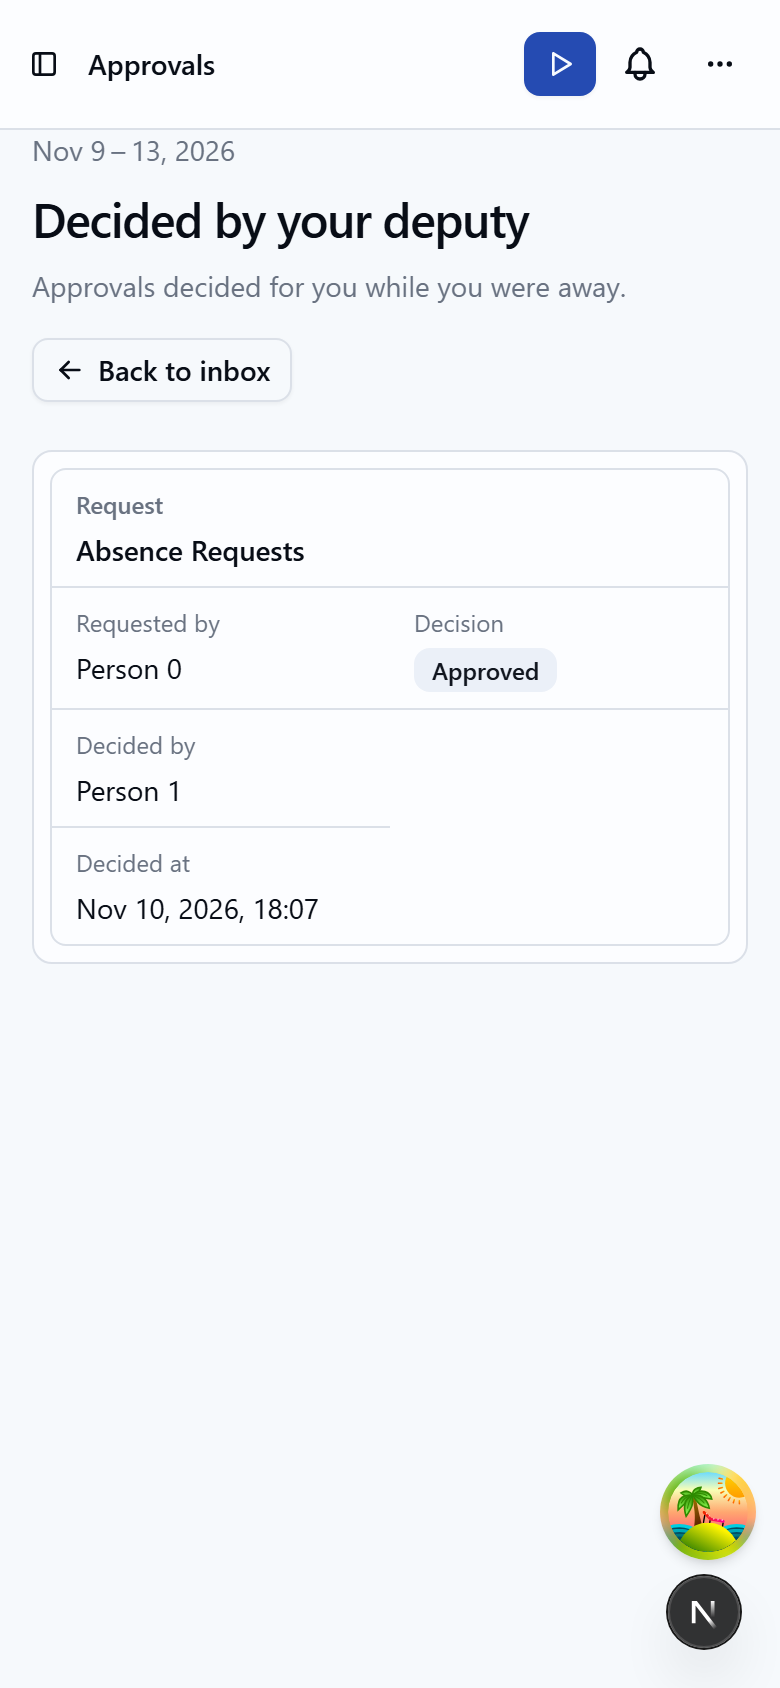 Approvals
Nov 9 – 13, 2026
Decided by your deputy
Approvals decided for you while you were away.
Back to inbox
Request
Absence Requests
Requested by
Person 0
Decision
Approved
Decided by
Person 1
Decided at
Nov 10, 2026, 18:07
N